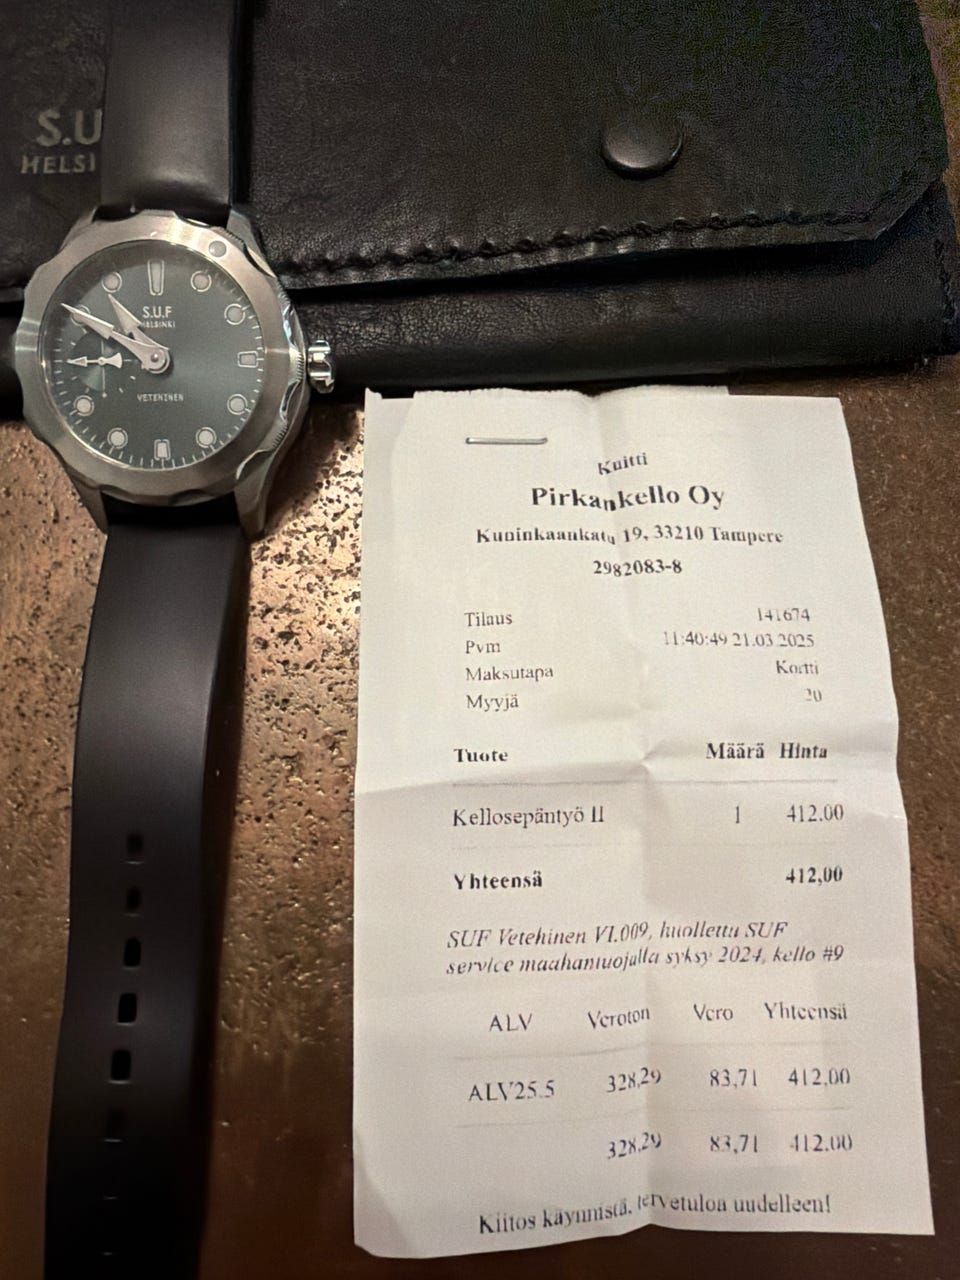 S.U
HELSI
S.U.F
HELSINKI
VETEHINEN
Kuitti
Pirkankello Oy
Kuninkaankatu 19, 33210 Tampere
2982083-8
Tilaus 141674
Pvm 11:40:49 21.03.2025
Maksutapa Kortti
Myyjä 20
Tuote Määrä Hinta
Kellosepäntyö II 1 412.00
Yhteensä 412,00
SUF Vetehinen VI.009, huollettu SUF
service maahantuojalla syksy 2024, kello #9
ALV Veroton Vero Yhteensä
ALV25.5 328,29 83,71 412,00
328,29 83,71 412,00
Kiitos käynnistä, tervetuloa uudelleen!